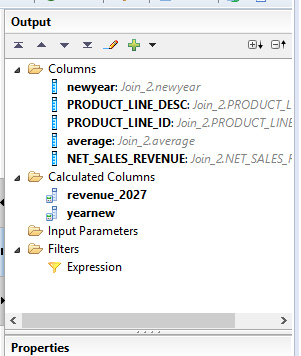 Output
Columns
newyear: Join_2.newyear
PRODUCT_LINE_DESC: Join_2.PRODUCT_L
PRODUCT_LINE_ID: Join_2.PRODUCT_LINE
average: Join_2.average
NET_SALES_REVENUE: Join_2.NET_SALES_R
Calculated Columns
revenue_2027
yearnew
Input Parameters
Filters
Expression
Properties